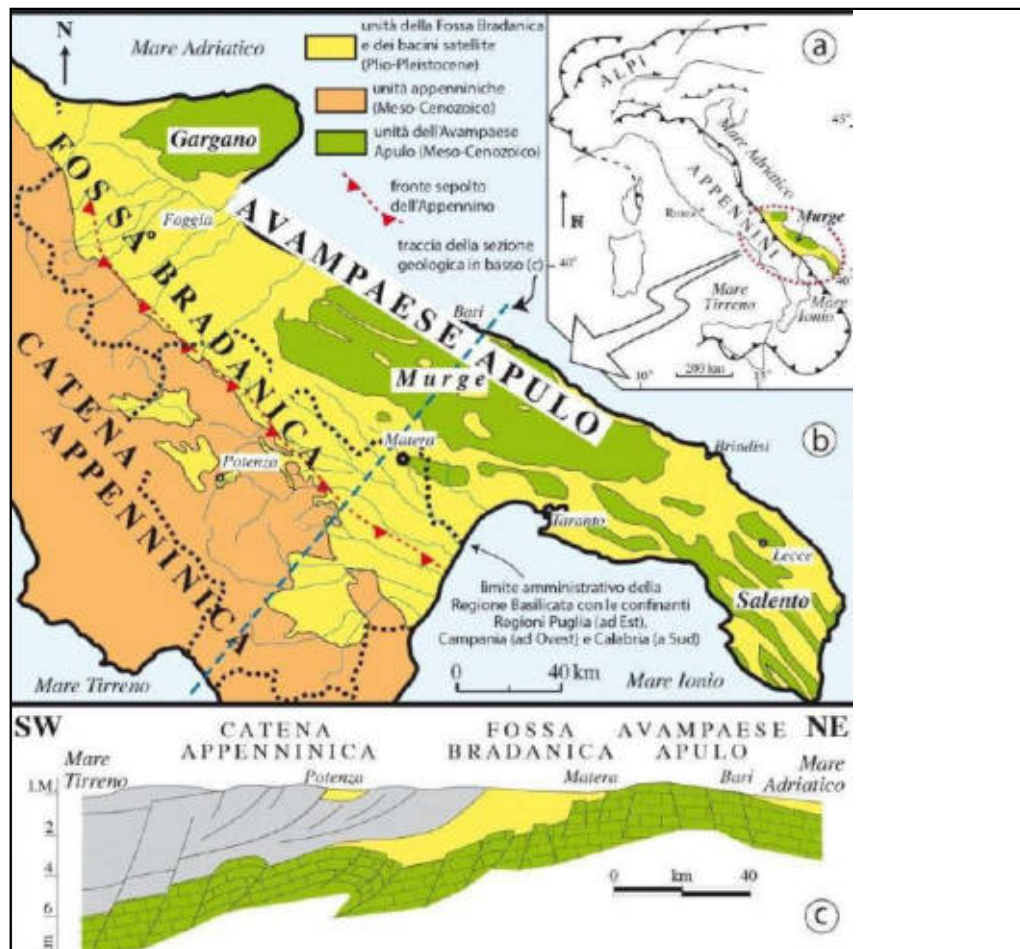 N
Mare Adriatico
unità della Fossa Bradanica
e dei bacini satellite
(Plio-Pleistocene)
unità appenniniche
(Meso-Cenozoico)
unità dell'Avampaese
Apulo (Meso-Cenozoico)
fronte sepolto
dell'Appennino
traccia della sezione
geologica in basso (c)
Gargano
FOSSA BRADANICA
Foggia
AVAMPAESE APULO
Bari
Murge
CATENA
APPENNINICA
Potenza
Matera
Brindisi
Taranto
Lecce
Salento
limite amministrativo della
Regione Basilicata con le confinanti
Regioni Puglia (ad Est),
Campania (ad Ovest) e Calabria (a Sud)
0 40 km
Mare Tirreno
Mare Ionio
b
a
ALPI
45°
Mare Adriatico
APPENNINI
Murge
40°
40°
Mare
Tirreno
Mare
Ionio
10°
200 km
15°
SW
CATENA
APPENNINICA
FOSSA
BRADANICA
AVAMPAESE
APULO
NE
Mare
Tirreno
Potenza
Matera
Bari
Mare
Adriatico
2
4
6
km
0 40
c